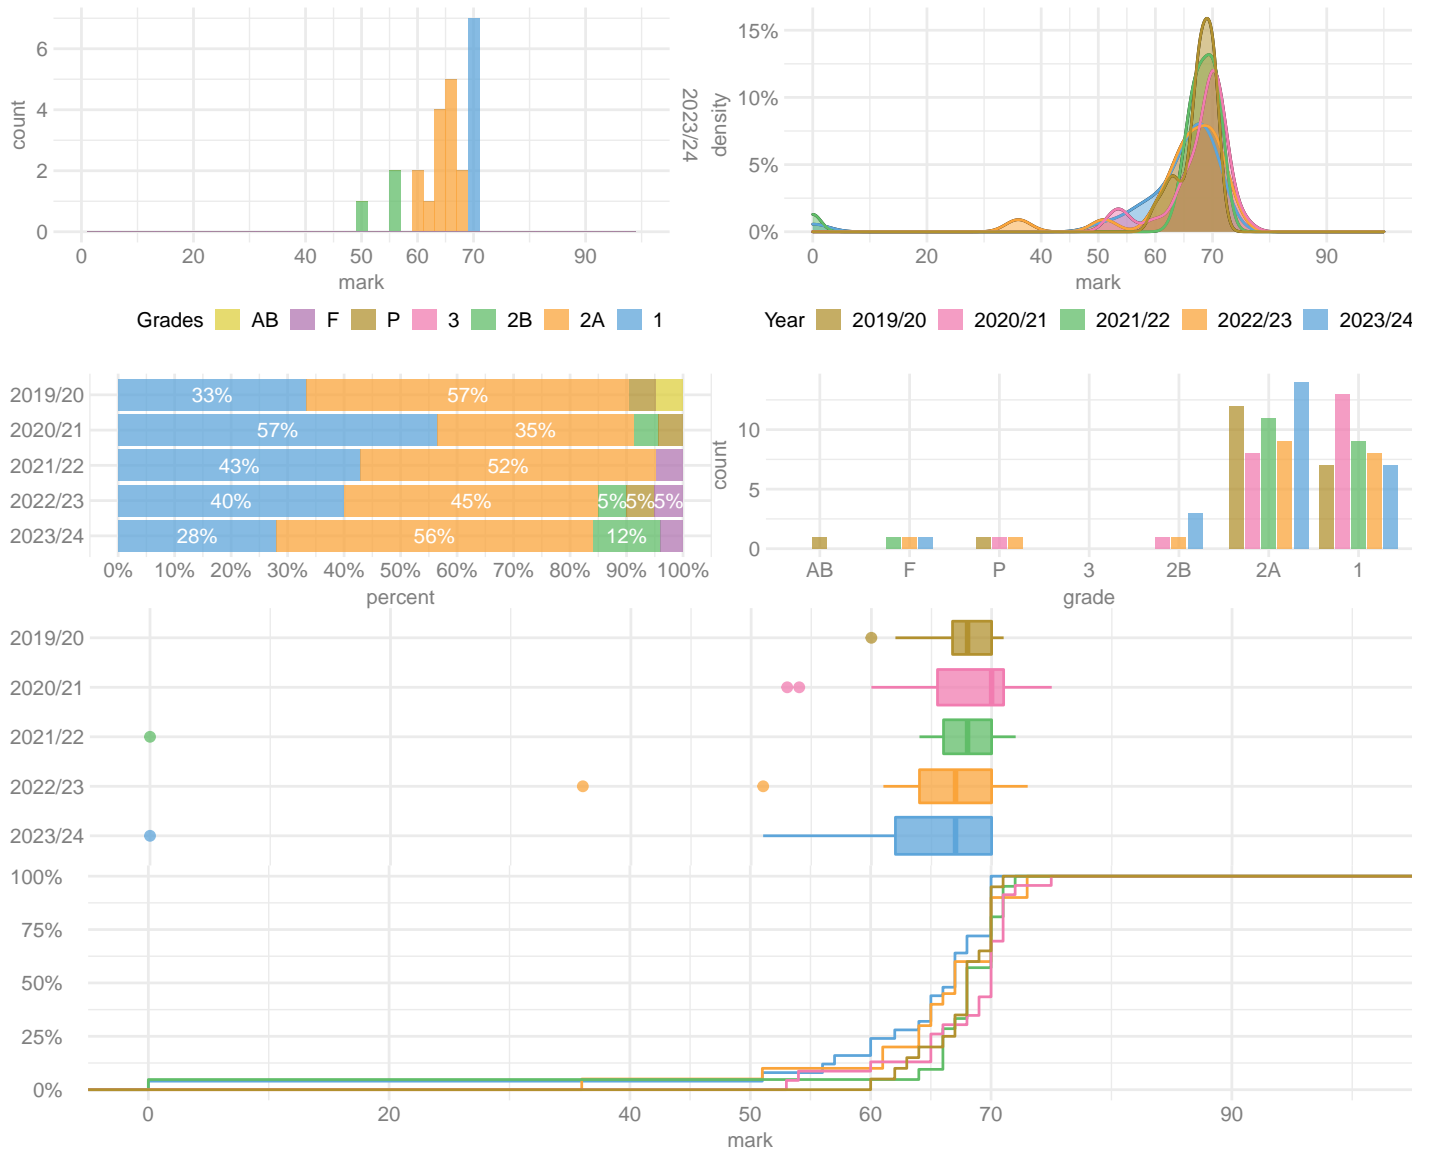 6
4
2
0
count
0 20 40 50 60 70 90
mark
2023/24
15%
10%
5%
0%
density
0 20 40 50 60 70 90
mark
Grades AB F P 3 2B 2A 1
Year 2019/20 2020/21 2021/22 2022/23 2023/24
2019/20 33% 57%
2020/21 57% 35%
2021/22 43% 52%
2022/23 40% 45% 5% 5% 5%
2023/24 28% 56% 12%
0% 10% 20% 30% 40% 50% 60% 70% 80% 90% 100%
percent
10
5
0
count
AB F P 3 2B 2A 1
grade
2019/20
2020/21
2021/22
2022/23
2023/24
100%
75%
50%
25%
0%
0 20 40 50 60 70 90
mark